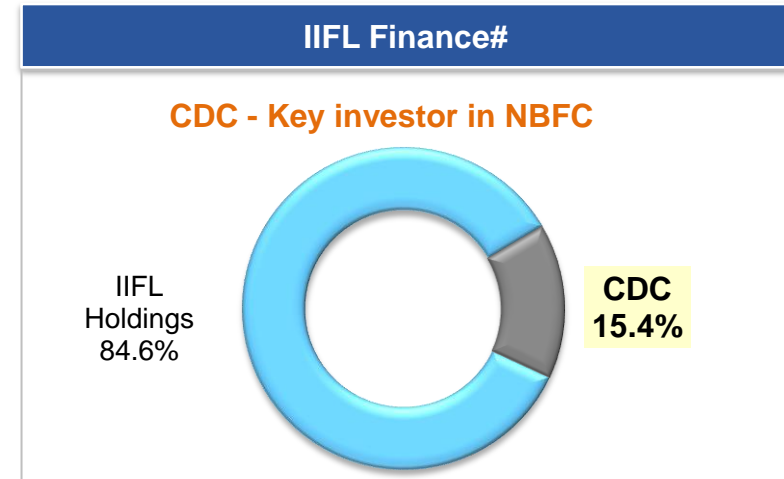 IIFL Finance#
CDC - Key investor in NBFC
IIFL
Holdings
84.6%
CDC
15.4%